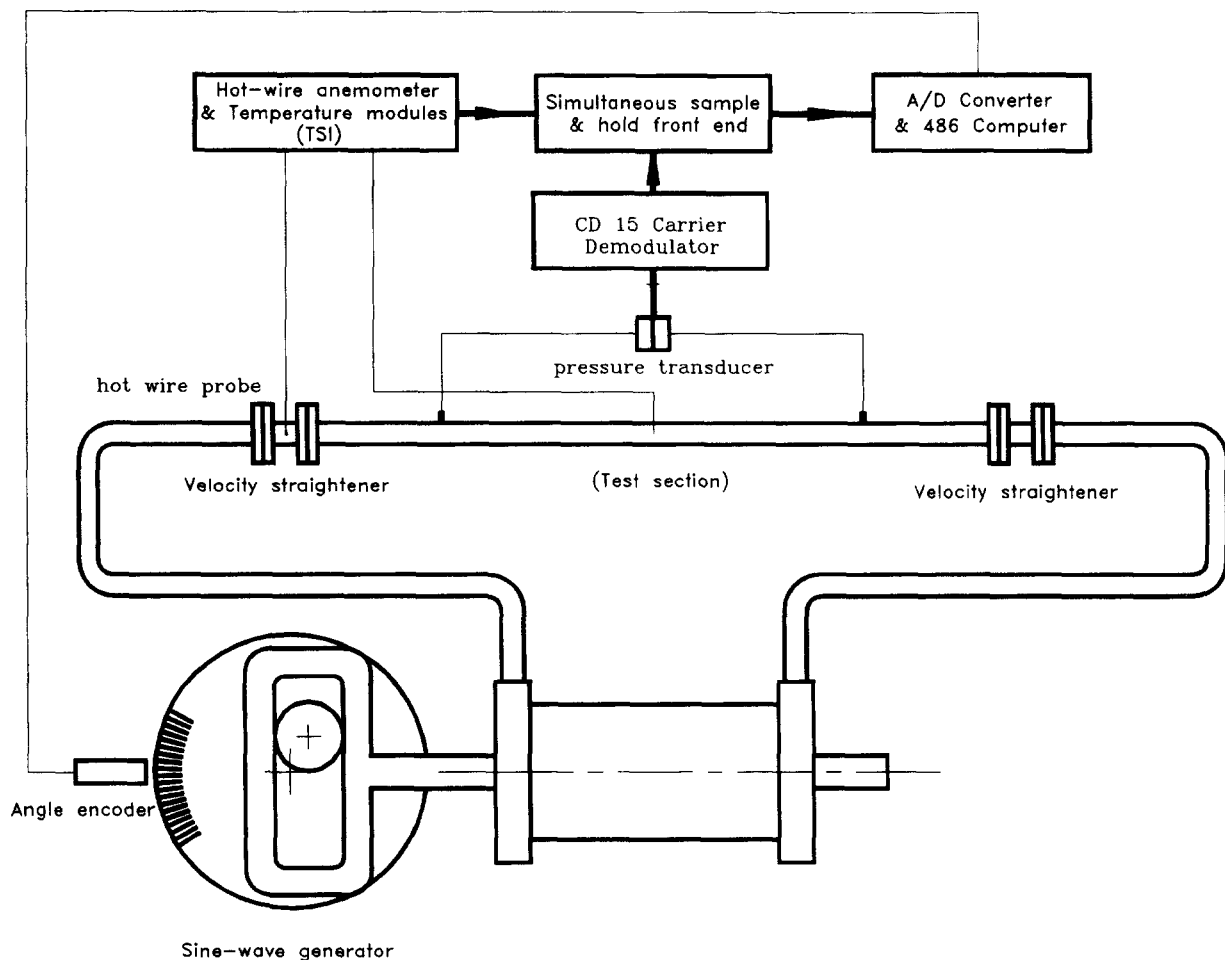 Hot-wire anemometer
& Temperature modules
(TSI)
Simultaneous sample
& hold front end
A/D Converter
& 486 Computer
CD 15 Carrier
Demodulator
pressure transducer
hot wire probe
Velocity straightener
(Test section)
Velocity straightener
Angle encoder
Sine-wave generator